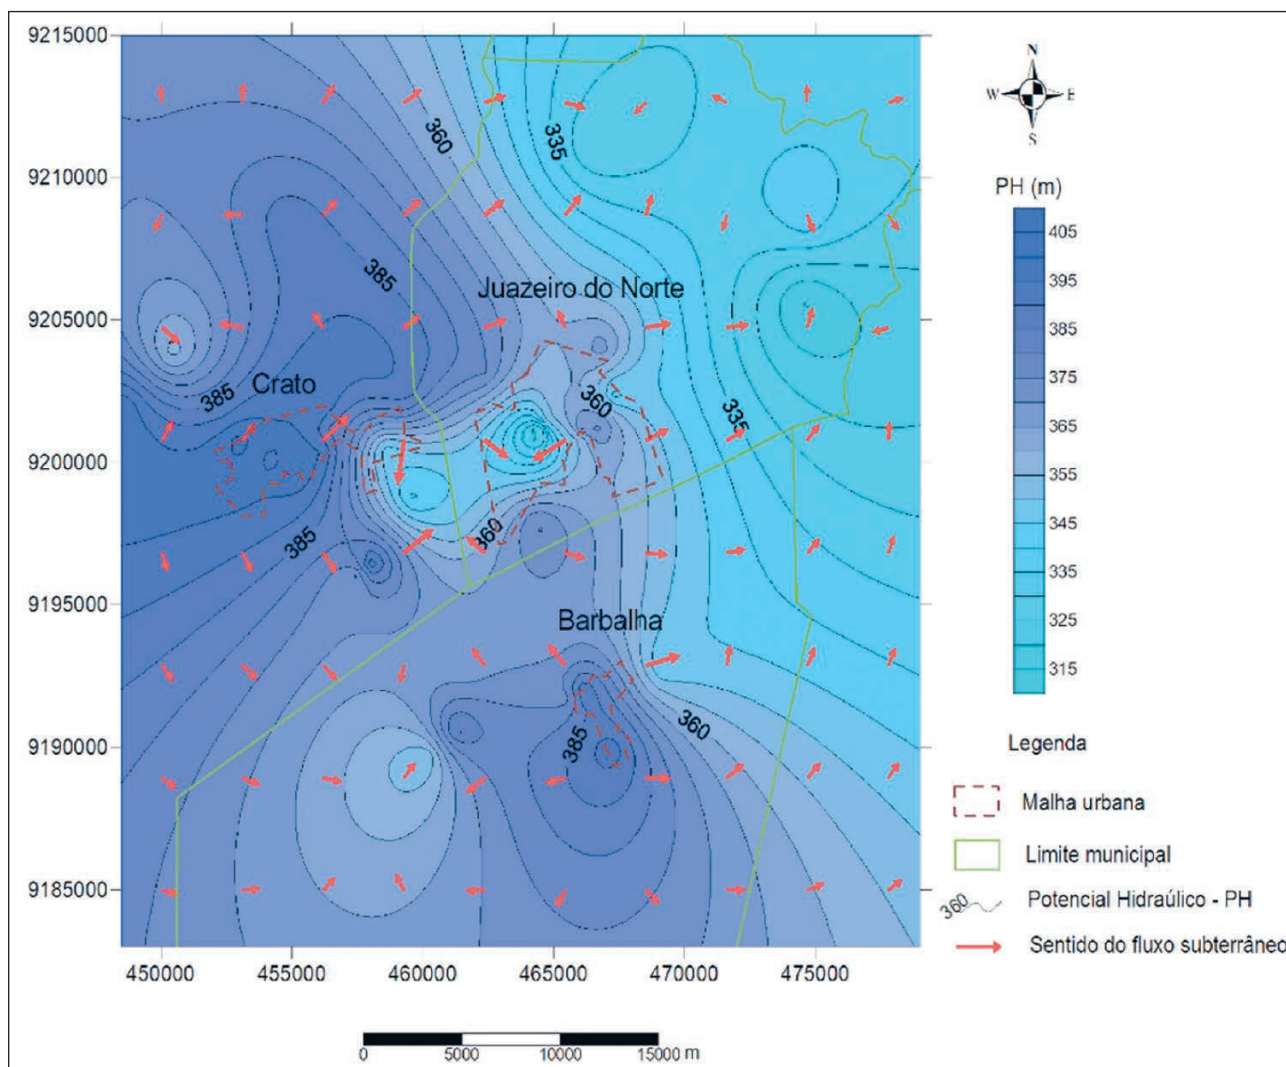 9215000
9210000
9205000
9200000
9195000
9190000
9185000
450000
455000
460000
465000
470000
475000
360
335
385
Juazeiro do Norte
385
Crato
360
335
385
360
Barbalha
385
360
N
W E
S
PH (m)
405
395
385
375
365
355
345
335
325
315
Legenda
Malha urbana
Limite municipal
360
Potencial Hidraúlico - PH
Sentido do fluxo subterrâneo
0
5000
10000
15000 m